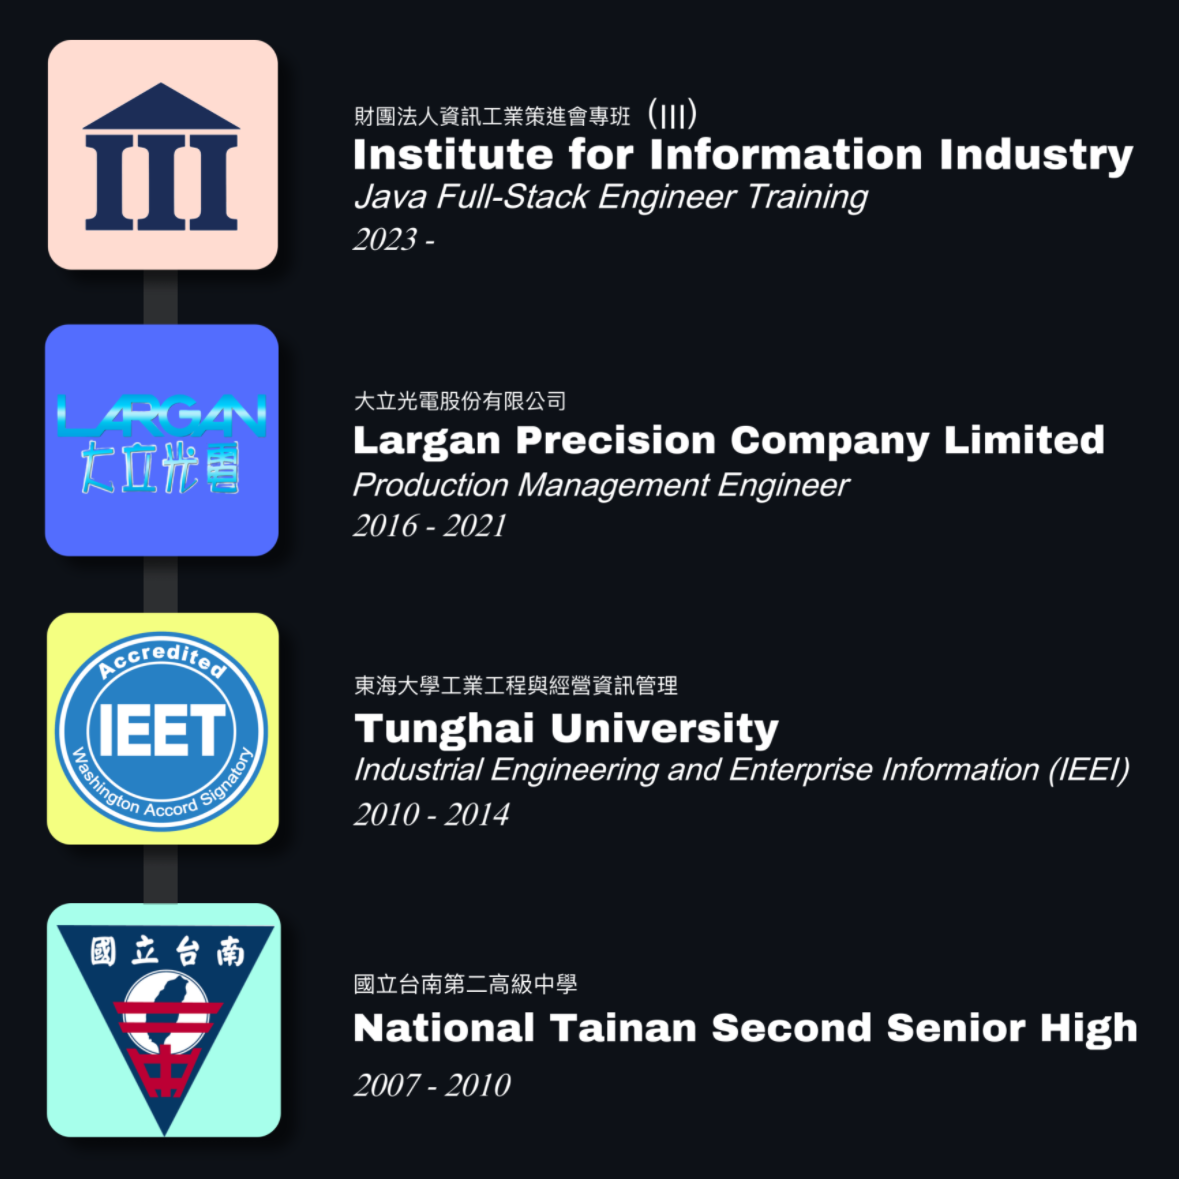 財團法人資訊工業策進會專班 (III)
Institute for Information Industry
Java Full-Stack Engineer Training
2023 -
LARGAN
大立光電
大立光電股份有限公司
Largan Precision Company Limited
Production Management Engineer
2016 - 2021
Accredited
IEET
Washington Accord Signatory
東海大學工業工程與經營資訊管理
Tunghai University
Industrial Engineering and Enterprise Information (IEEI)
2010 - 2014
國立台南
國立台南第二高級中學
National Tainan Second Senior High
2007 - 2010